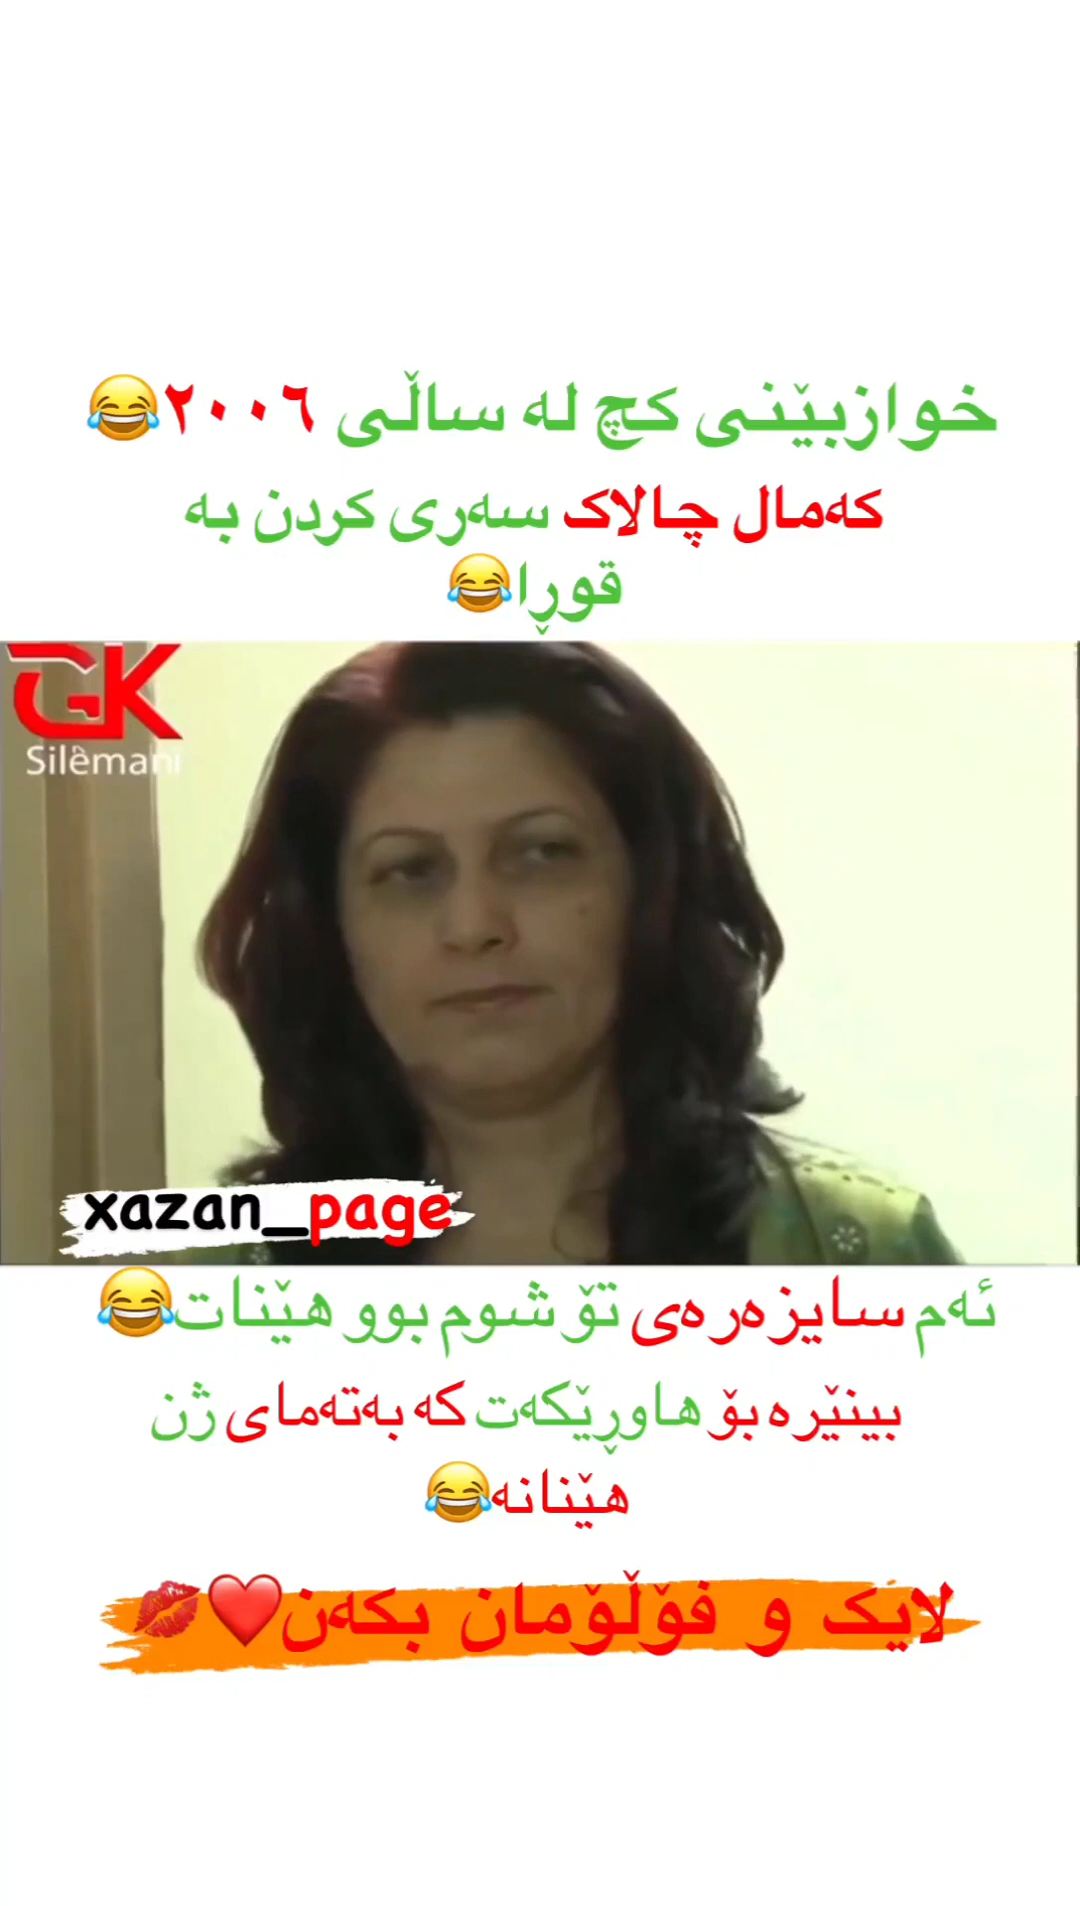 خوازبێنی کچ لە ساڵی ٢٠٠٦😂
کەمال چالاک سەری کردن بە
قوڕا😂
GK
Silêmani
xazan_page
ئەم سایزەرەی تۆ شوم بوو هێنات😂
بینێرە بۆ هاوڕێکەت کە بەتەمای ژن
هێنانە😂
لایک و فۆڵۆمان بکەن❤️💋